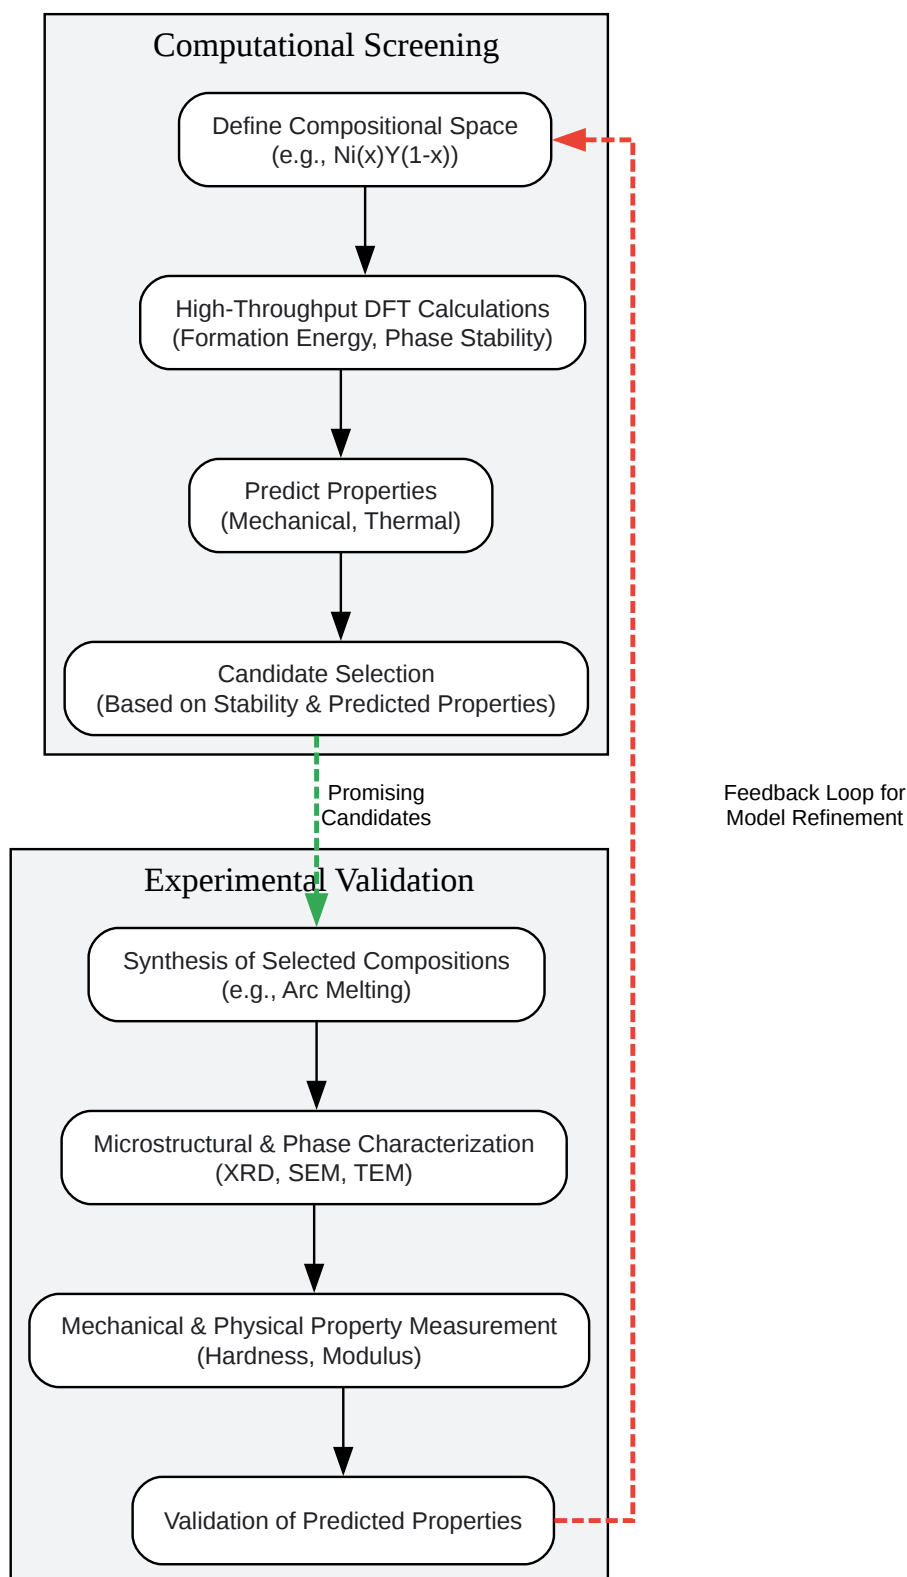 Computational Screening
Define Compositional Space
(e.g., Ni(x)Y(1-x))
High-Throughput DFT Calculations
(Formation Energy, Phase Stability)
Predict Properties
(Mechanical, Thermal)
Candidate Selection
(Based on Stability & Predicted Properties)
Promising
Candidates
Feedback Loop for
Model Refinement
Experimental Validation
Synthesis of Selected Compositions
(e.g., Arc Melting)
Microstructural & Phase Characterization
(XRD, SEM, TEM)
Mechanical & Physical Property Measurement
(Hardness, Modulus)
Validation of Predicted Properties